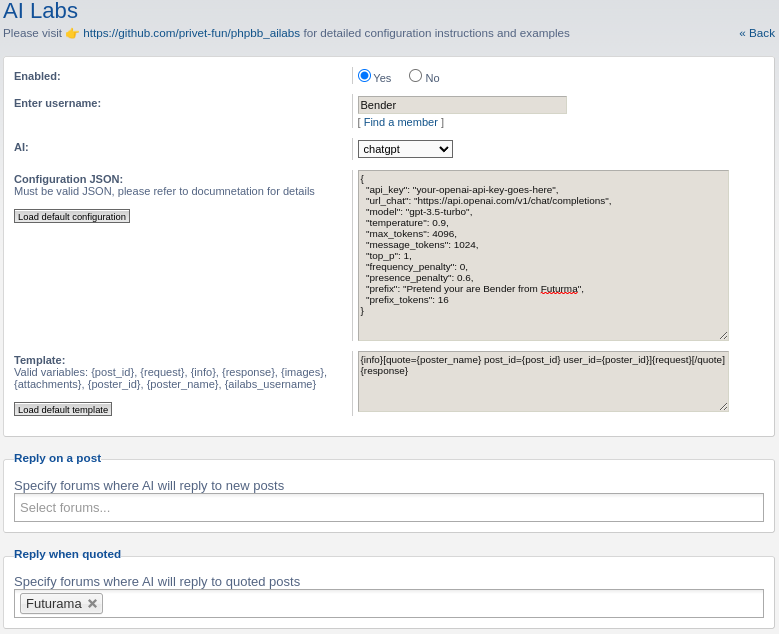 AI Labs
Please visit 👉 https://github.com/privet-fun/phpbb_ailabs for detailed configuration instructions and examples
« Back
Enabled:
Yes No
Enter username:
Bender
[ Find a member ]
AI:
chatgpt
Configuration JSON:
Must be valid JSON, please refer to documnetation for details
Load default configuration
{
"api_key": "your-openai-api-key-goes-here",
"url_chat": "https://api.openai.com/v1/chat/completions",
"model": "gpt-3.5-turbo",
"temperature": 0.9,
"max_tokens": 4096,
"message_tokens": 1024,
"top_p": 1,
"frequency_penalty": 0,
"presence_penalty": 0.6,
"prefix": "Pretend your are Bender from Futurma",
"prefix_tokens": 16
}
Template:
Valid variables: {post_id}, {request}, {info}, {response}, {images},
{attachments}, {poster_id}, {poster_name}, {ailabs_username}
Load default template
{info}[quote={poster_name} post_id={post_id} user_id={poster_id}]{request}[/quote]
{response}
Reply on a post
Specify forums where AI will reply to new posts
Select forums...
Reply when quoted
Specify forums where AI will reply to quoted posts
Futurama ✖